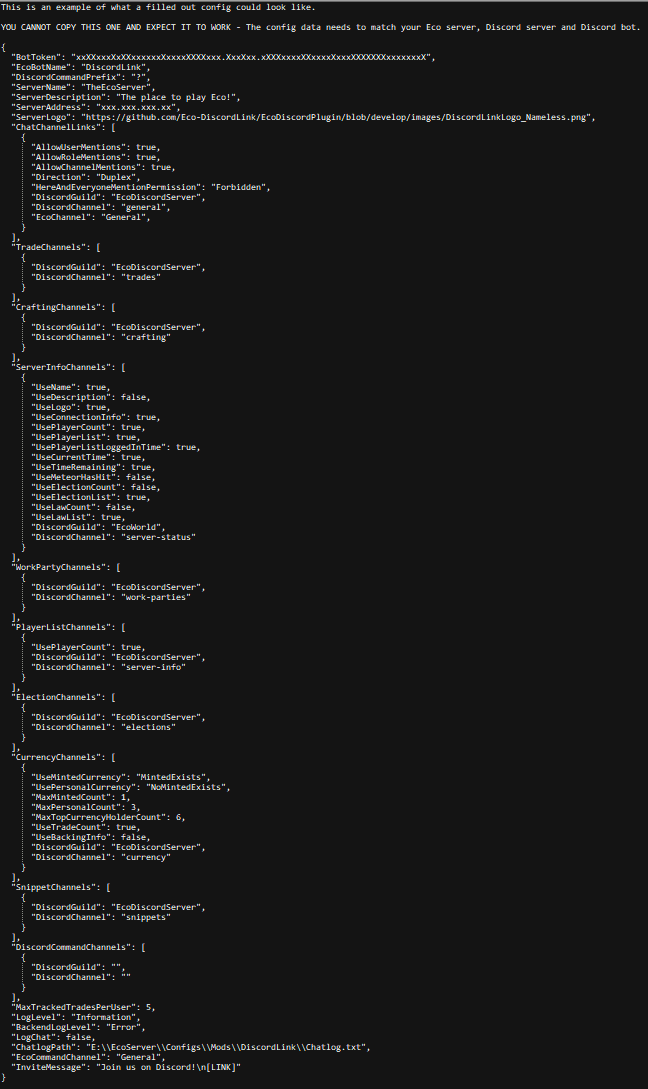 This is an example of what a filled out config could look like.
YOU CANNOT COPY THIS ONE AND EXPECT IT TO WORK - The config data needs to match your Eco server, Discord server and Discord bot.
{
"BotToken": "xxXXxxxXxXXxxxxxxXxxxxXXXXxxx.XxxXxx.xXXXxxxxXXxxxxXxxxXXXXXXXxxxxxxxX",
"EcoBotName": "DiscordLink",
"DiscordCommandPrefix": "?",
"ServerName": "TheEcoServer",
"ServerDescription": "The place to play Eco!",
"ServerAddress": "xxx.xxx.xxx.xx",
"ServerLogo": "https://github.com/Eco-DiscordLink/EcoDiscordPlugin/blob/develop/images/DiscordLinkLogo_Nameless.png",
"ChatChannelLinks": [
{
"AllowUserMentions": true,
"AllowRoleMentions": true,
"AllowChannelMentions": true,
"Direction": "Duplex",
"HereAndEveryoneMentionPermission": "Forbidden",
"DiscordGuild": "EcoDiscordServer",
"DiscordChannel": "general",
"EcoChannel": "General",
}
],
"TradeChannels": [
{
"DiscordGuild": "EcoDiscordServer",
"DiscordChannel": "trades"
}
],
"CraftingChannels": [
{
"DiscordGuild": "EcoDiscordServer",
"DiscordChannel": "crafting"
}
],
"ServerInfoChannels": [
{
"UseName": true,
"UseDescription": false,
"UseLogo": true,
"UseConnectionInfo": true,
"UsePlayerCount": true,
"UsePlayerList": true,
"UsePlayerListLoggedInTime": true,
"UseCurrentTime": true,
"UseTimeRemaining": true,
"UseMeteorHasHit": false,
"UseElectionCount": false,
"UseElectionList": true,
"UseLawCount": false,
"UseLawList": true,
"DiscordGuild": "EcoWorld",
"DiscordChannel": "server-status"
}
],
"WorkPartyChannels": [
{
"DiscordGuild": "EcoDiscordServer",
"DiscordChannel": "work-parties"
}
],
"PlayerListChannels": [
{
"UsePlayerCount": true,
"DiscordGuild": "EcoDiscordServer",
"DiscordChannel": "server-info"
}
],
"ElectionChannels": [
{
"DiscordGuild": "EcoDiscordServer",
"DiscordChannel": "elections"
}
],
"CurrencyChannels": [
{
"UseMintedCurrency": "MintedExists",
"UsePersonalCurrency": "NoMintedExists",
"MaxMintedCount": 1,
"MaxPersonalCount": 3,
"MaxTopCurrencyHolderCount": 6,
"UseTradeCount": true,
"UseBackingInfo": false,
"DiscordGuild": "EcoDiscordServer",
"DiscordChannel": "currency"
}
],
"SnippetChannels": [
{
"DiscordGuild": "EcoDiscordServer",
"DiscordChannel": "snippets"
}
],
"DiscordCommandChannels": [
{
"DiscordGuild": "",
"DiscordChannel": ""
}
],
"MaxTrackedTradesPerUser": 5,
"LogLevel": "Information",
"BackendLogLevel": "Error",
"LogChat": false,
"ChatlogPath": "E:\\EcoServer\\Configs\\Mods\\DiscordLink\\Chatlog.txt",
"EcoCommandChannel": "General",
"InviteMessage": "Join us on Discord!\n[LINK]"
}